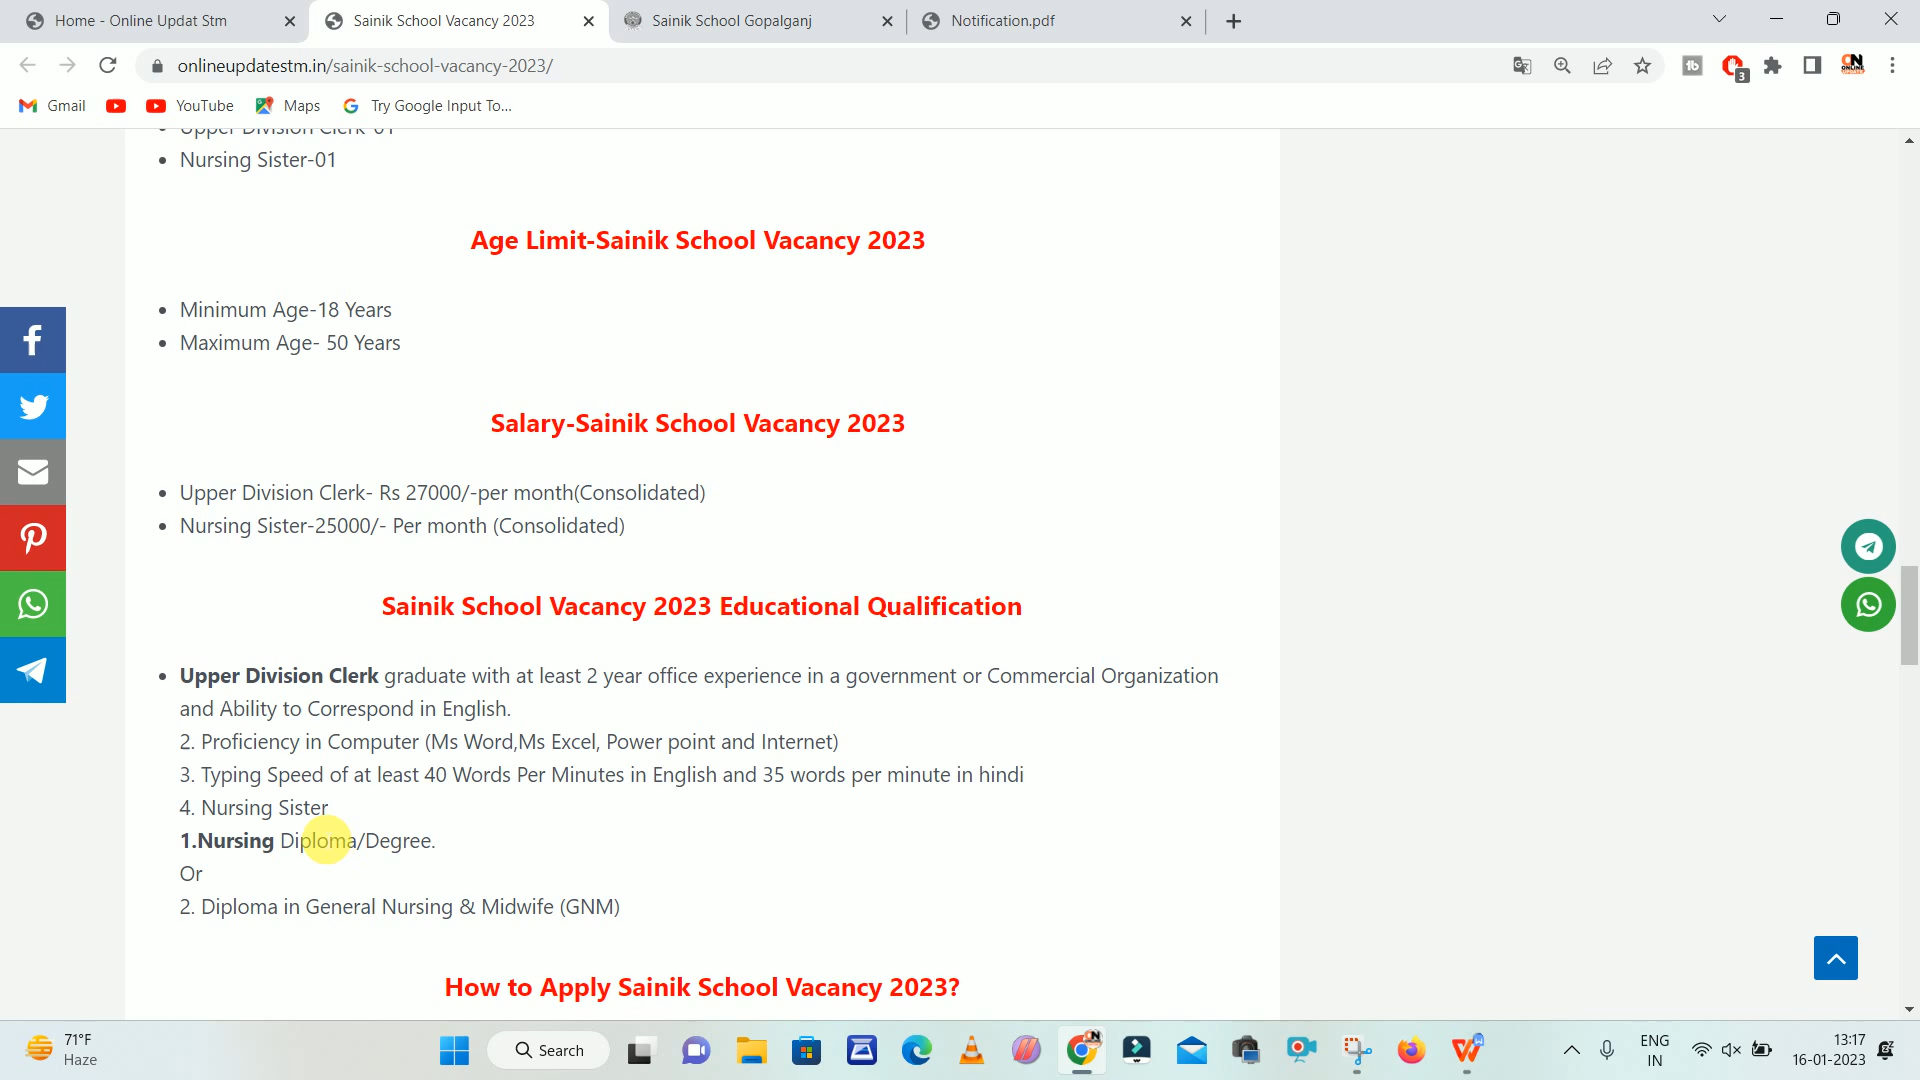 Home - Online Updat Stm
Sainik School Vacancy 2023
Sainik School Gopalganj
Notification.pdf
onlineupdatestm.in/sainik-school-vacancy-2023/
3
Gmail
YouTube
Maps
Try Google Input To...
Upper Division Clerk-01
• Nursing Sister-01
Age Limit-Sainik School Vacancy 2023
• Minimum Age-18 Years
• Maximum Age- 50 Years
Salary-Sainik School Vacancy 2023
• Upper Division Clerk- Rs 27000/-per month(Consolidated)
• Nursing Sister-25000/- Per month (Consolidated)
Sainik School Vacancy 2023 Educational Qualification
• Upper Division Clerk graduate with at least 2 year office experience in a government or Commercial Organization
and Ability to Correspond in English.
2. Proficiency in Computer (Ms Word,Ms Excel, Power point and Internet)
3. Typing Speed of at least 40 Words Per Minutes in English and 35 words per minute in hindi
4. Nursing Sister
1.Nursing Diploma/Degree.
Or
2. Diploma in General Nursing & Midwife (GNM)
How to Apply Sainik School Vacancy 2023?
71°F
Haze
Search
ENG
IN
13:17
16-01-2023